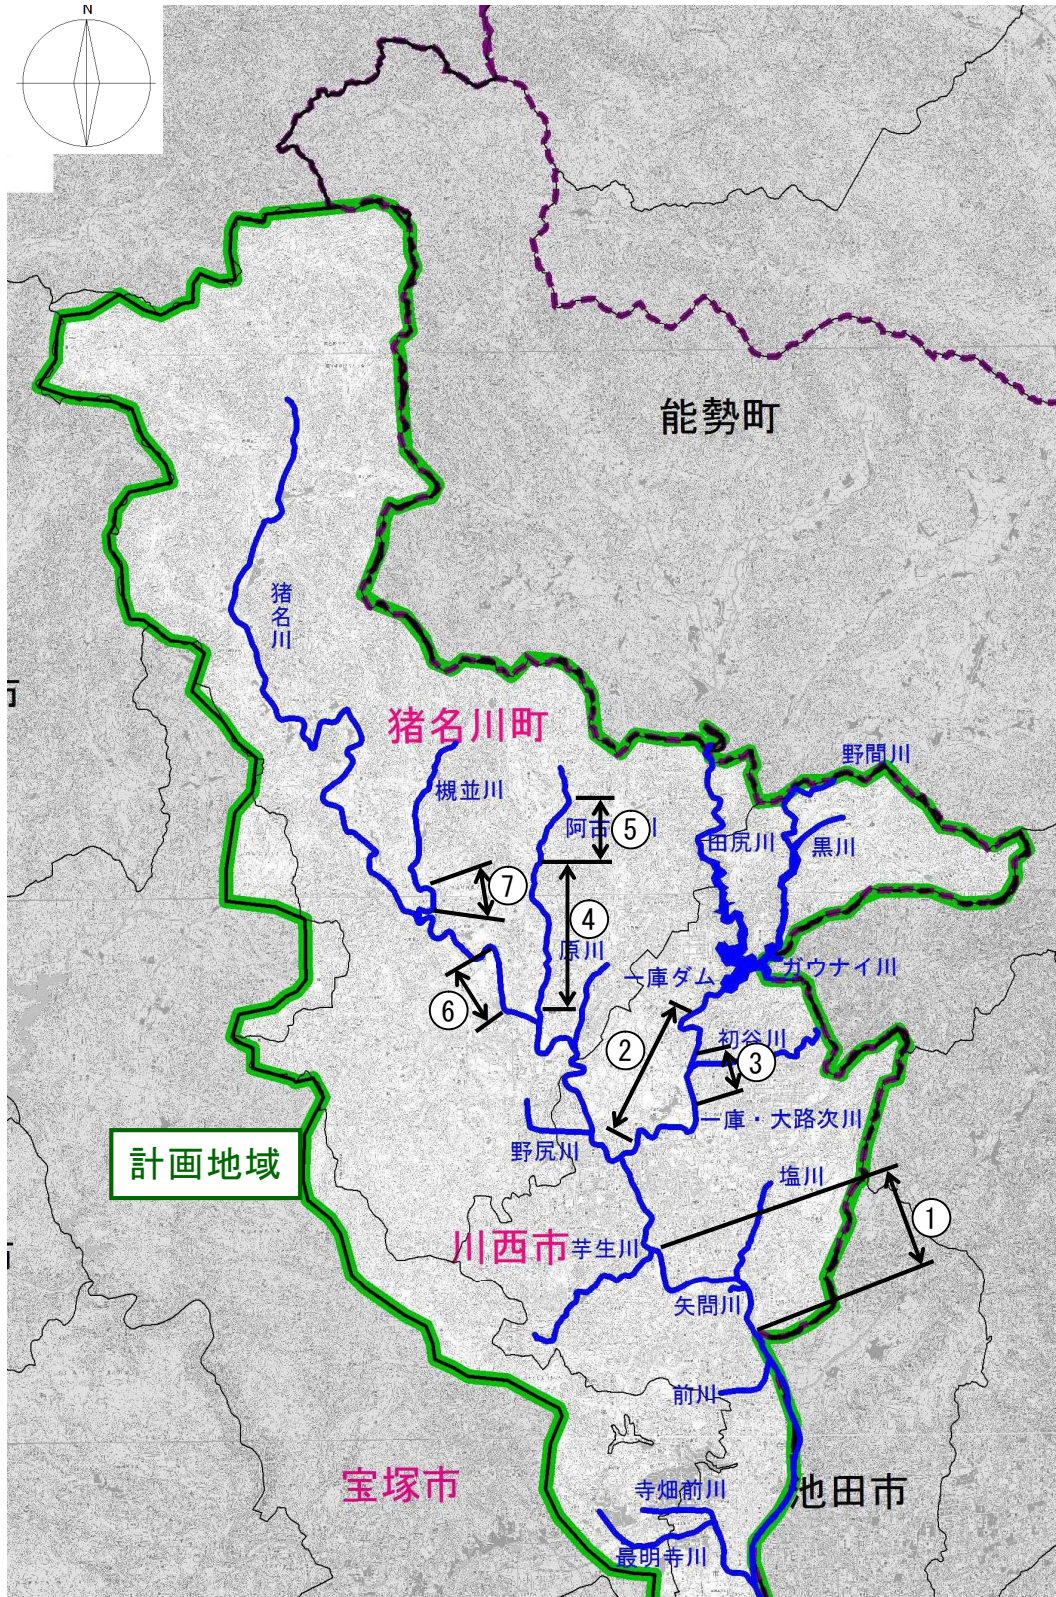 N
能勢町
猪名川
猪名川町
野間川
槻並川
阿古
川
⑤
田尻川
黒川
⑦
④
原川
一庫ダム
ガウナイ川
⑥
②
初谷川
③
一庫・大路次川
野尻川
計画地域
塩川
①
川西市
芋生川
矢問川
前川
宝塚市
寺畑前川
池田市
最明寺川